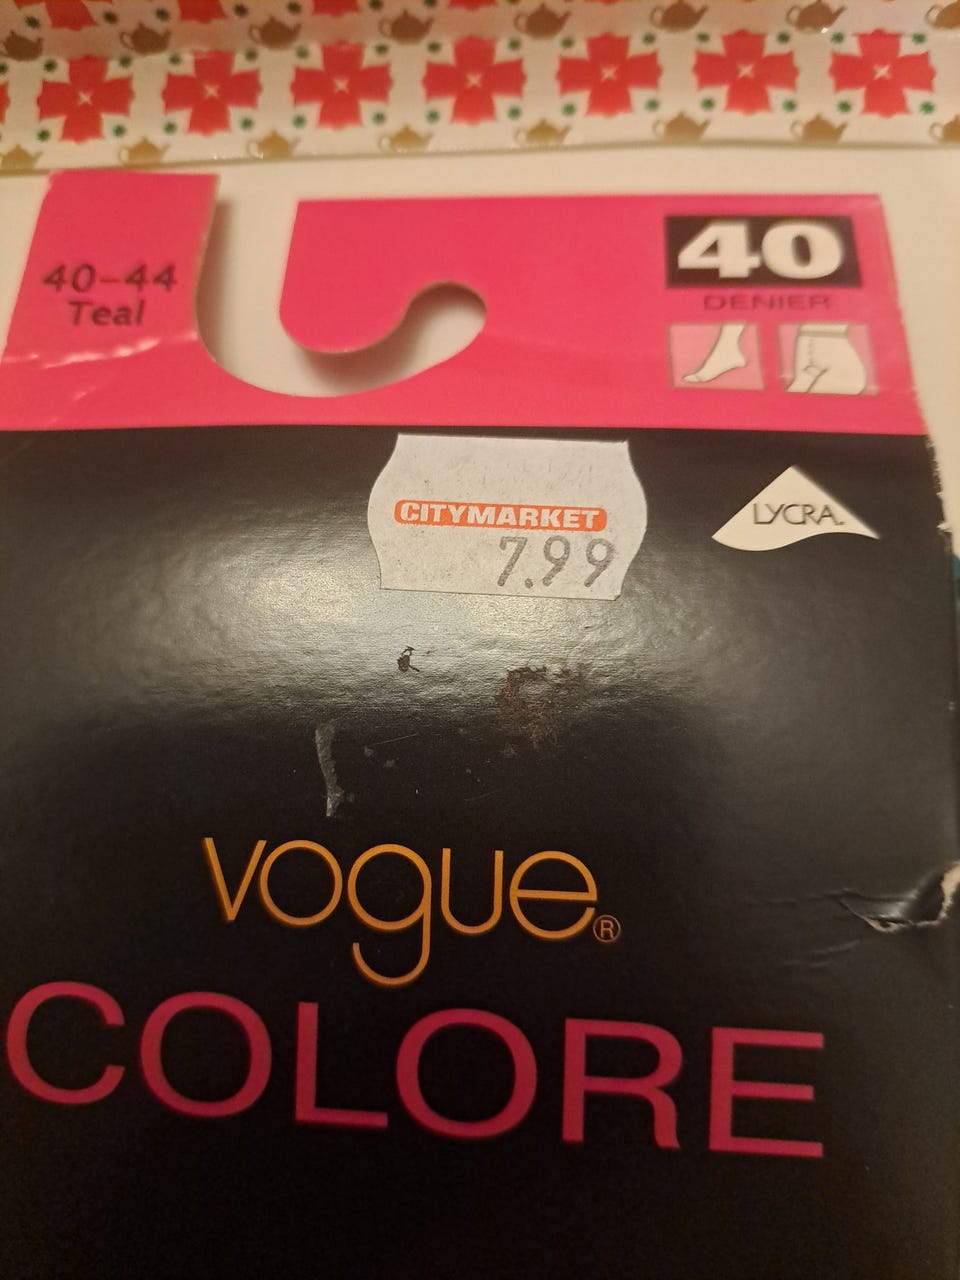 40–44
Teal
40
DENIER
LYCRA.
CITYMARKET
7.99
vogue®
COLORE